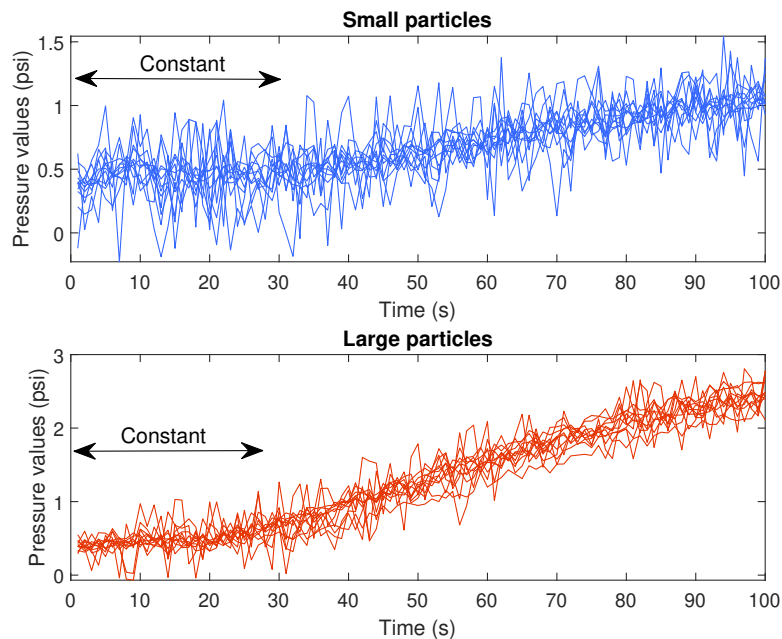 Small particles
1.5
1
0.5
0
Constant
Pressure values (psi)
0 10 20 30 40 50 60 70 80 90 100
Time (s)
Large particles
3
2
1
0
Constant
Pressure values (psi)
0 10 20 30 40 50 60 70 80 90 100
Time (s)